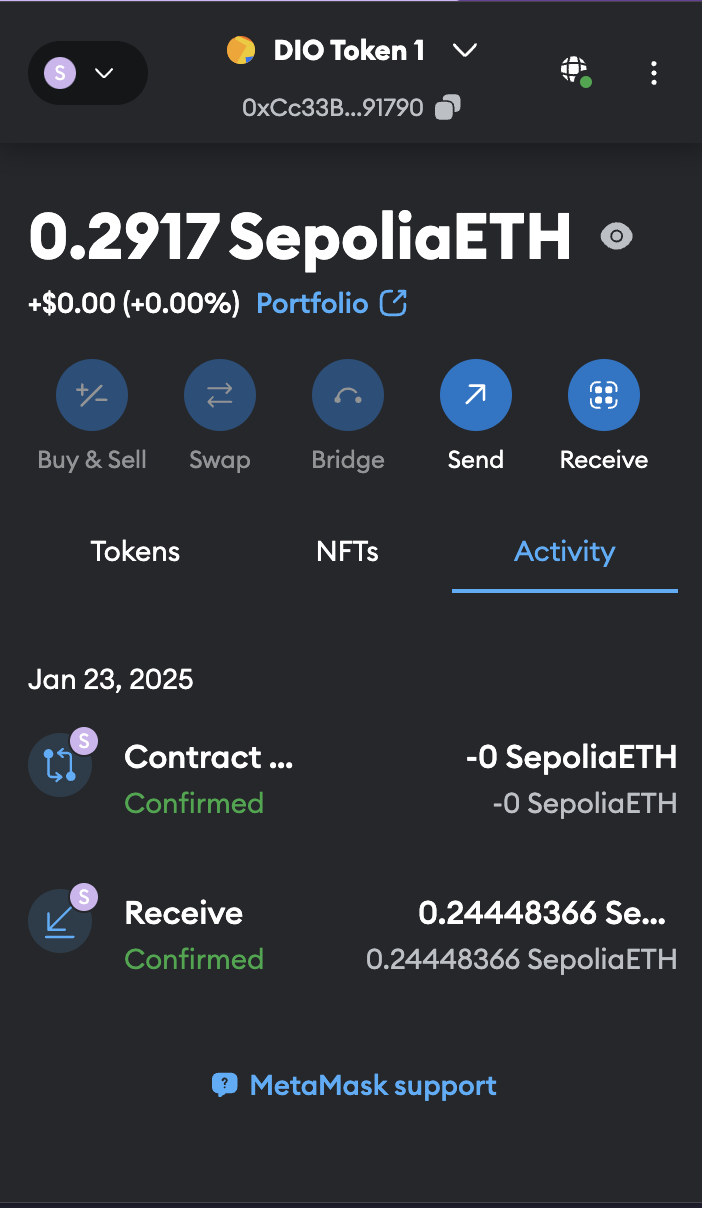 S
DIO Token 1
0xCc33B...91790
0.2917 SepoliaETH
+$0.00 (+0.00%) Portfolio
Buy & Sell Swap Bridge Send Receive
Tokens NFTs Activity
Jan 23, 2025
S
Contract ... -0 SepoliaETH
Confirmed -0 SepoliaETH
S
Receive 0.24448366 Se...
Confirmed 0.24448366 SepoliaETH
? MetaMask support